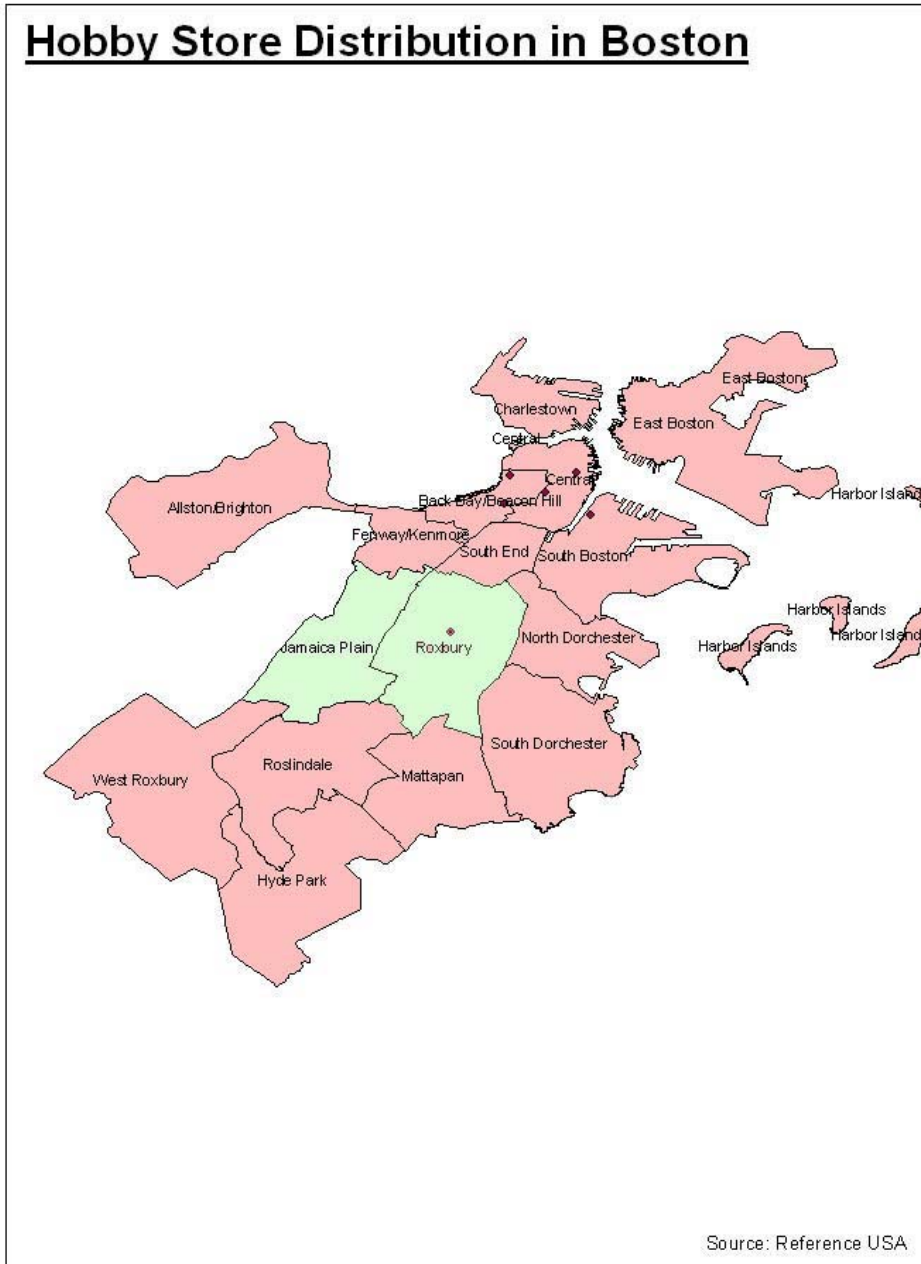 Hobby Store Distribution in Boston
East Boston
Charlestown
East Boston
Central
Central
Harbor Island
Back Bay/Beacon Hill
Allston/Brighton
Fenway/Kenmore
South End
South Boston
Harbor Islands
North Dorchester
Harbor Island
Jamaica Plain
Roxbury
Harbor Islands
South Dorchester
Roslindale
Mattapan
West Roxbury
Hyde Park
Source: Reference USA